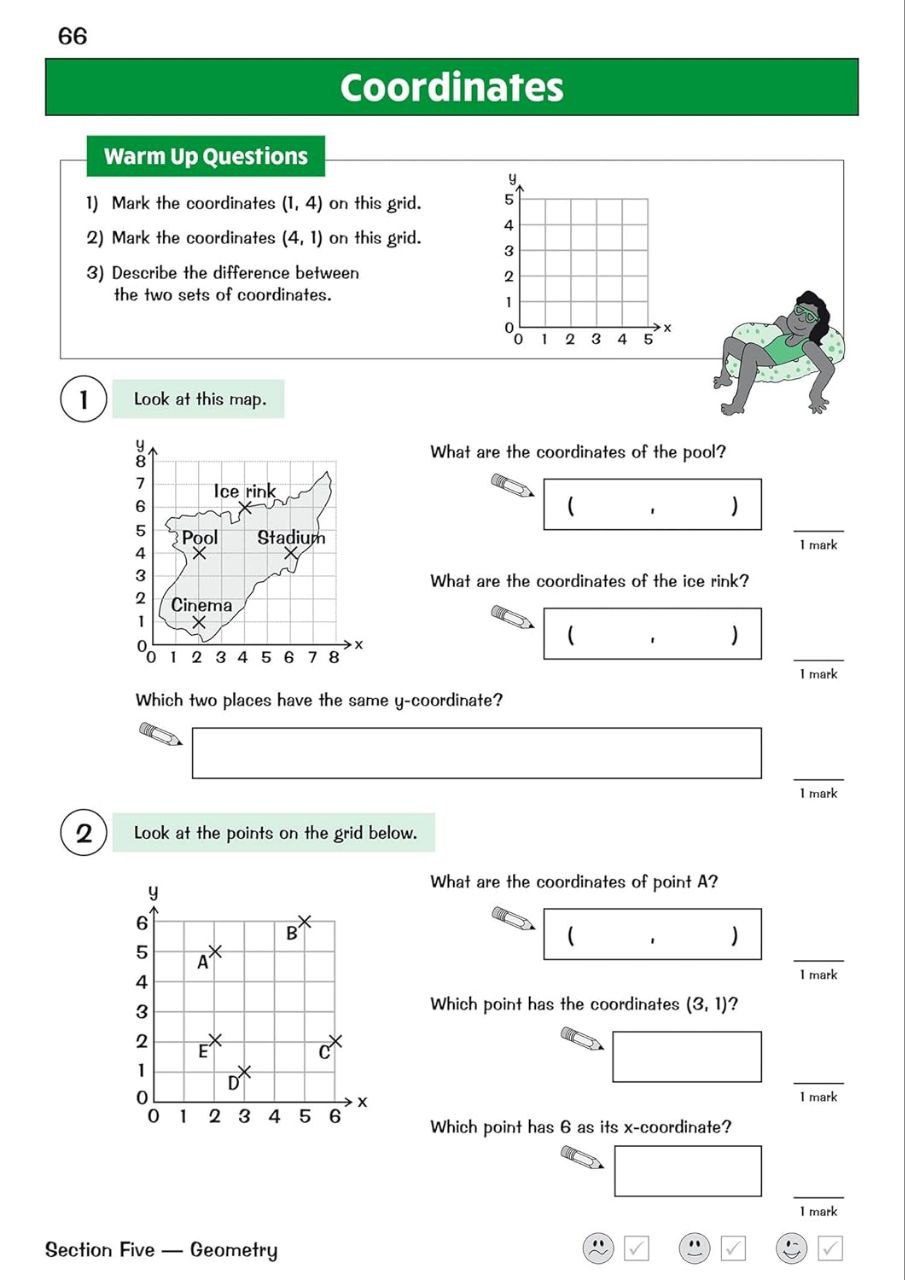 66
Coordinates
Warm Up Questions
1) Mark the coordinates (1, 4) on this grid.
2) Mark the coordinates (4, 1) on this grid.
3) Describe the difference between
the two sets of coordinates.
y
5
4
3
2
1
0
x
0 1 2 3 4 5
1
Look at this map.
y
8
7
6
5
4
3
2
1
0
x
0 1 2 3 4 5 6 7 8
Ice rink
Pool
Stadium
Cinema
What are the coordinates of the pool?
( , )
1 mark
What are the coordinates of the ice rink?
( , )
1 mark
Which two places have the same y-coordinate?
1 mark
2
Look at the points on the grid below.
y
6
5
4
3
2
1
0
x
0 1 2 3 4 5 6
B
A
E
C
D
What are the coordinates of point A?
( , )
1 mark
Which point has the coordinates (3, 1)?
1 mark
Which point has 6 as its x-coordinate?
1 mark
Section Five — Geometry